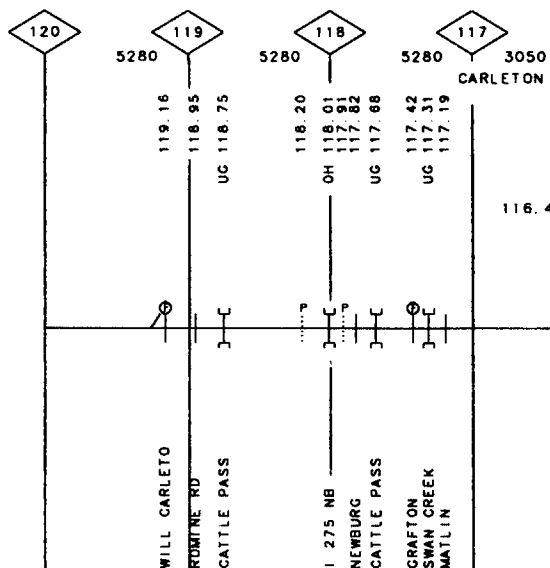 120
119
118
117
5280
5280
5280
3050
CARLETON
119.16
118.95
UG 118.75
118.20
OH 118.01
117.91
117.82
UG 117.68
117.42
UG 117.31
117.19
116.4
F
P
P
F
WILL CARLETO
ROMINE RD
CATTLE PASS
I 275 NB
NEWBURG
CATTLE PASS
GRAFTON
SWAN CREEK
MATLIN